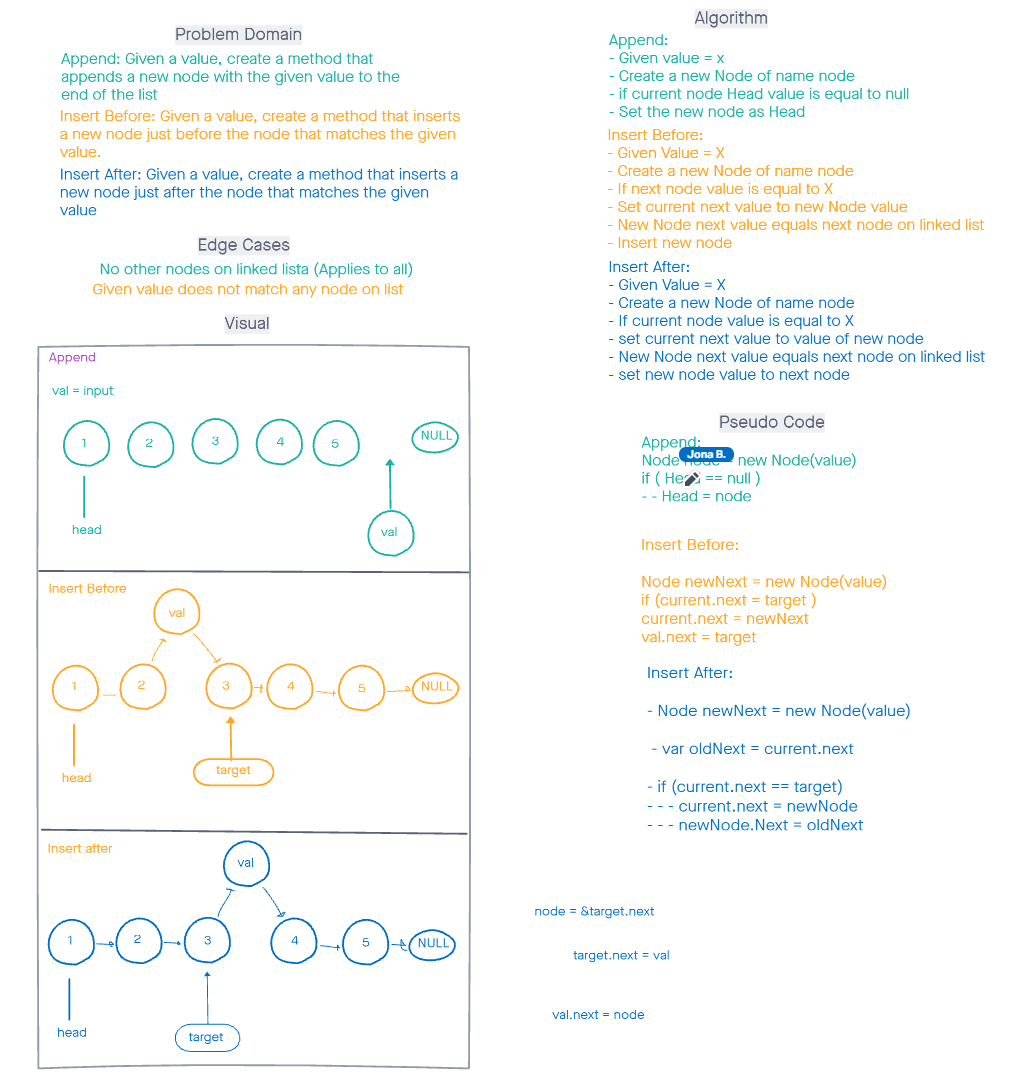 Problem Domain
Append: Given a value, create a method that
appends a new node with the given value to the
end of the list
Insert Before: Given a value, create a method that inserts
a new node just before the node that matches the given
value.
Insert After: Given a value, create a method that inserts a
new node just after the node that matches the given
value
Edge Cases
No other nodes on linked lista (Applies to all)
Given value does not match any node on list
Visual
Append
val = input
1 2 3 4 5 NULL
head
val
Insert Before
val
1 2 3 4 5 NULL
head
target
Insert after
val
1 2 3 4 5 NULL
head
target
Algorithm
Append:
- Given value = x
- Create a new Node of name node
- if current node Head value is equal to null
- Set the new node as Head
Insert Before:
- Given Value = X
- Create a new Node of name node
- If next node value is equal to X
- Set current next value to new Node value
- New Node next value equals next node on linked list
- Insert new node
Insert After:
- Given Value = X
- Create a new Node of name node
- If current node value is equal to X
- set current next value to value of new node
- New Node next value equals next node on linked list
- set new node value to next node
Pseudo Code
Append:
Jona B.
Node node = new Node(value)
if ( Head == null )
- - Head = node
Insert Before:
Node newNext = new Node(value)
if (current.next = target )
current.next = newNext
val.next = target
Insert After:
- Node newNext = new Node(value)
- var oldNext = current.next
- if (current.next == target)
- - - current.next = newNode
- - - newNode.Next = oldNext
node = &target.next
target.next = val
val.next = node